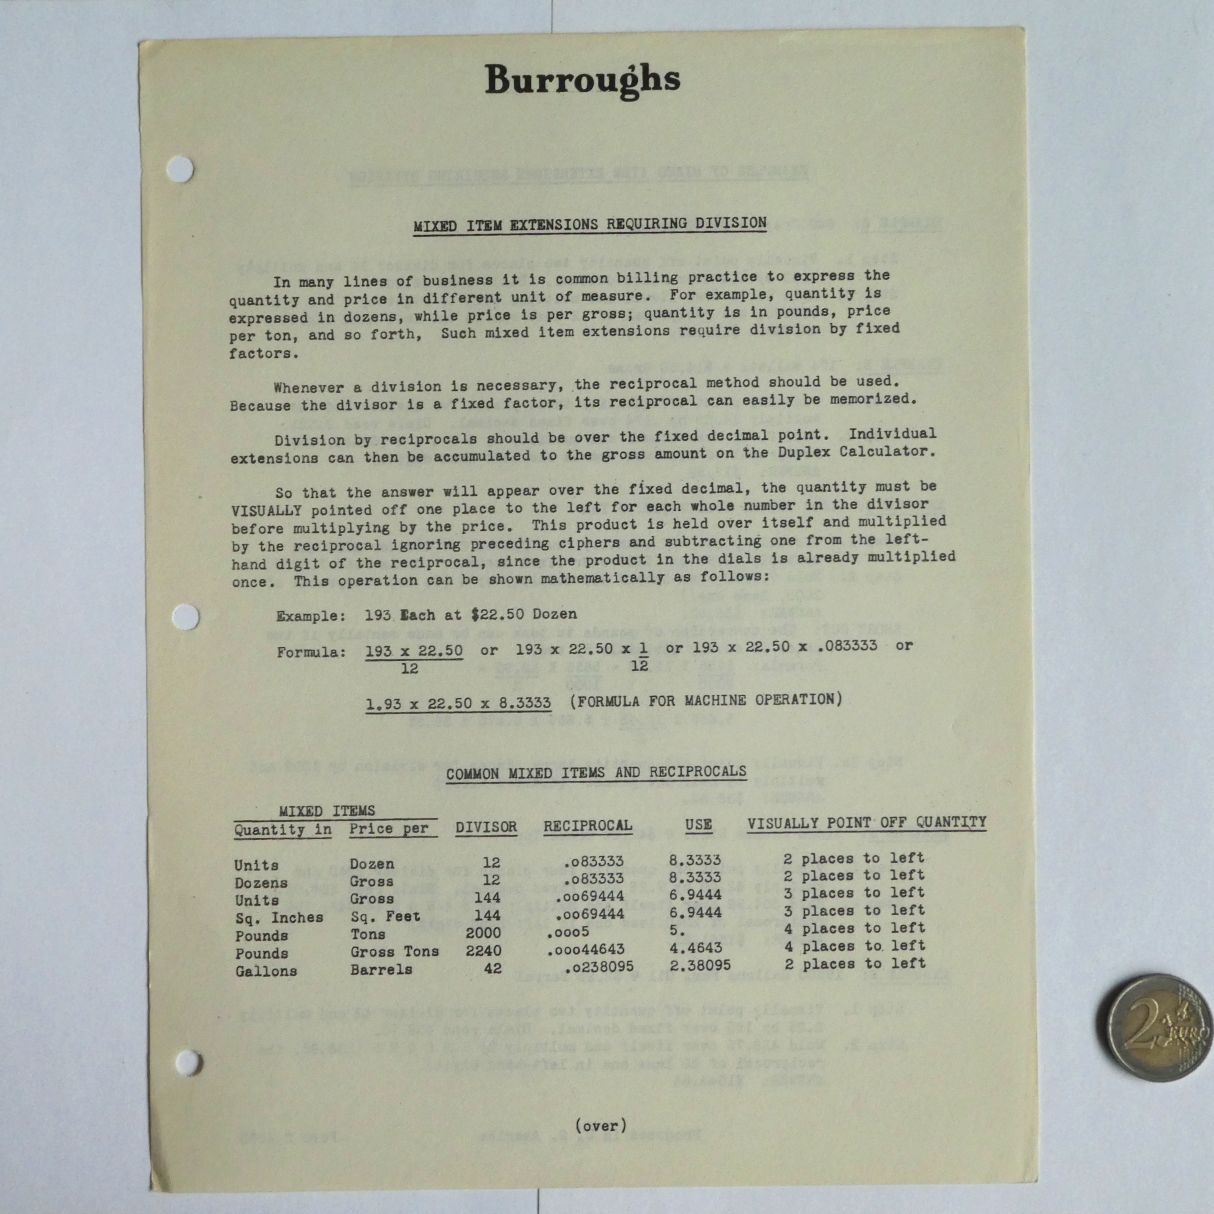 Burroughs
MIXED ITEM EXTENSIONS REQUIRING DIVISION
In many lines of business it is common billing practice to express the
quantity and price in different unit of measure. For example, quantity is
expressed in dozens, while price is per gross; quantity is in pounds, price
per ton, and so forth, Such mixed item extensions require division by fixed
factors.
Whenever a division is necessary, the reciprocal method should be used.
Because the divisor is a fixed factor, its reciprocal can easily be memorized.
Division by reciprocals should be over the fixed decimal point. Individual
extensions can then be accumulated to the gross amount on the Duplex Calculator.
So that the answer will appear over the fixed decimal, the quantity must be
VISUALLY pointed off one place to the left for each whole number in the divisor
before multiplying by the price. This product is held over itself and multiplied
by the reciprocal ignoring preceding ciphers and subtracting one from the left-
hand digit of the reciprocal, since the product in the dials is already multiplied
once. This operation can be shown mathematically as follows:
Example: 193 Each at $22.50 Dozen
Formula: 193 x 22.50 or 193 x 22.50 x 1 or 193 x 22.50 x .083333 or
12 12
1.93 x 22.50 x 8.3333 (FORMULA FOR MACHINE OPERATION)
COMMON MIXED ITEMS AND RECIPROCALS
MIXED ITEMS
Quantity in Price per DIVISOR RECIPROCAL USE VISUALLY POINT OFF QUANTITY
Units Dozen 12 .083333 8.3333 2 places to left
Dozens Gross 12 .083333 8.3333 2 places to left
Units Gross 144 .0069444 6.9444 3 places to left
Sq. Inches Sq. Feet 144 .0069444 6.9444 3 places to left
Pounds Tons 2000 .0005 5. 4 places to left
Pounds Gross Tons 2240 .00044643 4.4643 4 places to left
Gallons Barrels 42 .0238095 2.38095 2 places to left
(over)
2 EURO